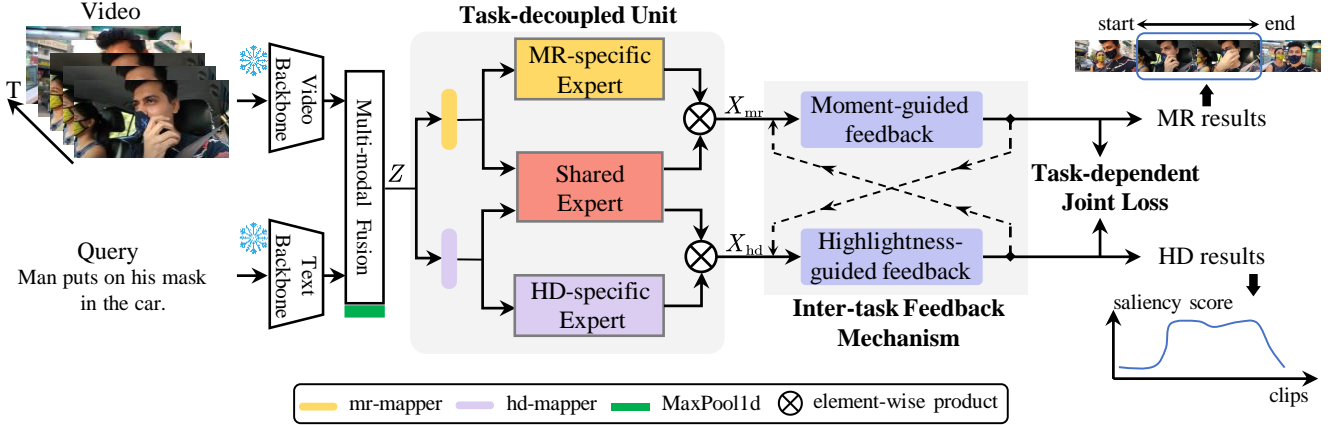 Video
T
Video
Backbone
Query
Man puts on his mask
in the car.
Text
Backbone
Multi-modal Fusion
Z
Task-decoupled Unit
MR-specific
Expert
Shared
Expert
HD-specific
Expert
X_mr
X_hd
Moment-guided
feedback
Highlightness-
guided feedback
Inter-task Feedback
Mechanism
start
end
MR results
Task-dependent
Joint Loss
HD results
saliency score
clips
mr-mapper
hd-mapper
MaxPool1d
element-wise product